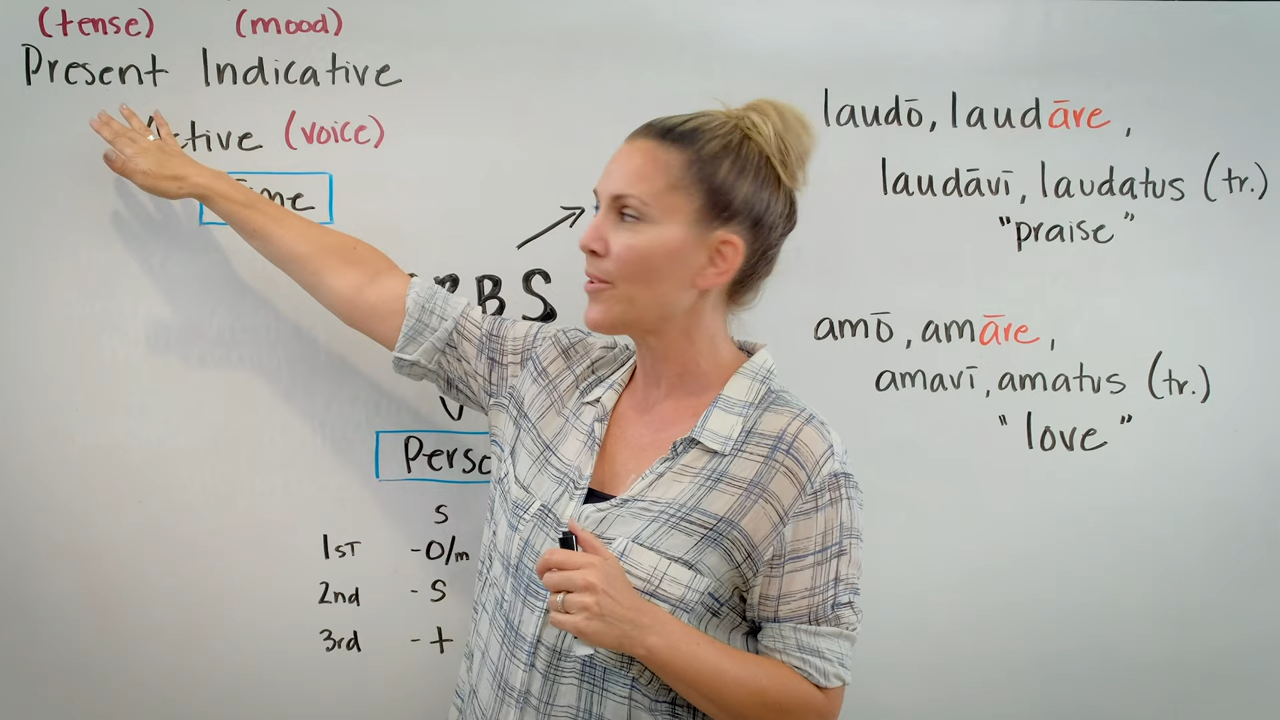 (tense) (mood)
Present Indicative
(voice)
laudō, laudāre,
laudāvī, laudatus (tr.)
"praise"
amō, amāre,
amavī, amatus (tr.)
"love"
S
1ST -O/m
2nd - S
3rd - t